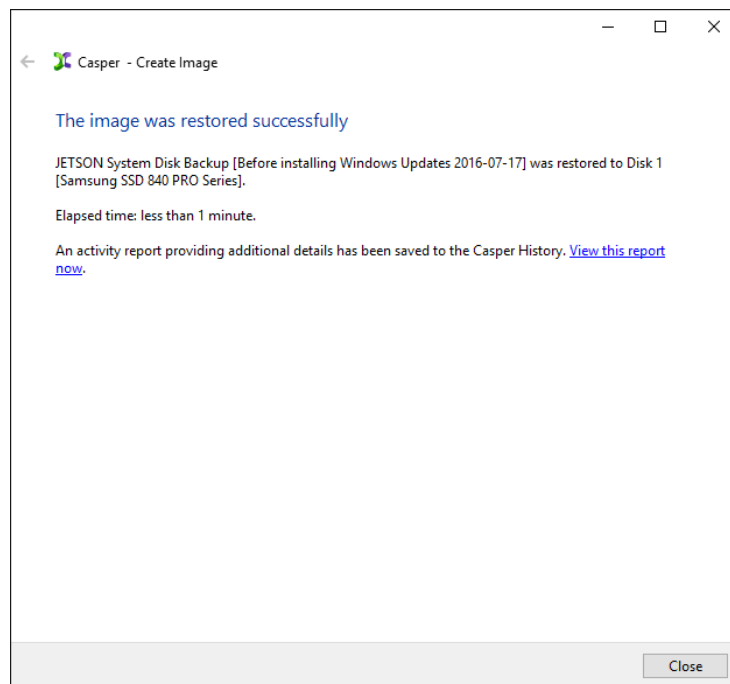 Casper - Create Image
The image was restored successfully
JETSON System Disk Backup [Before installing Windows Updates 2016-07-17] was restored to Disk 1
[Samsung SSD 840 PRO Series].
Elapsed time: less than 1 minute.
An activity report providing additional details has been saved to the Casper History. View this report
now.
Close